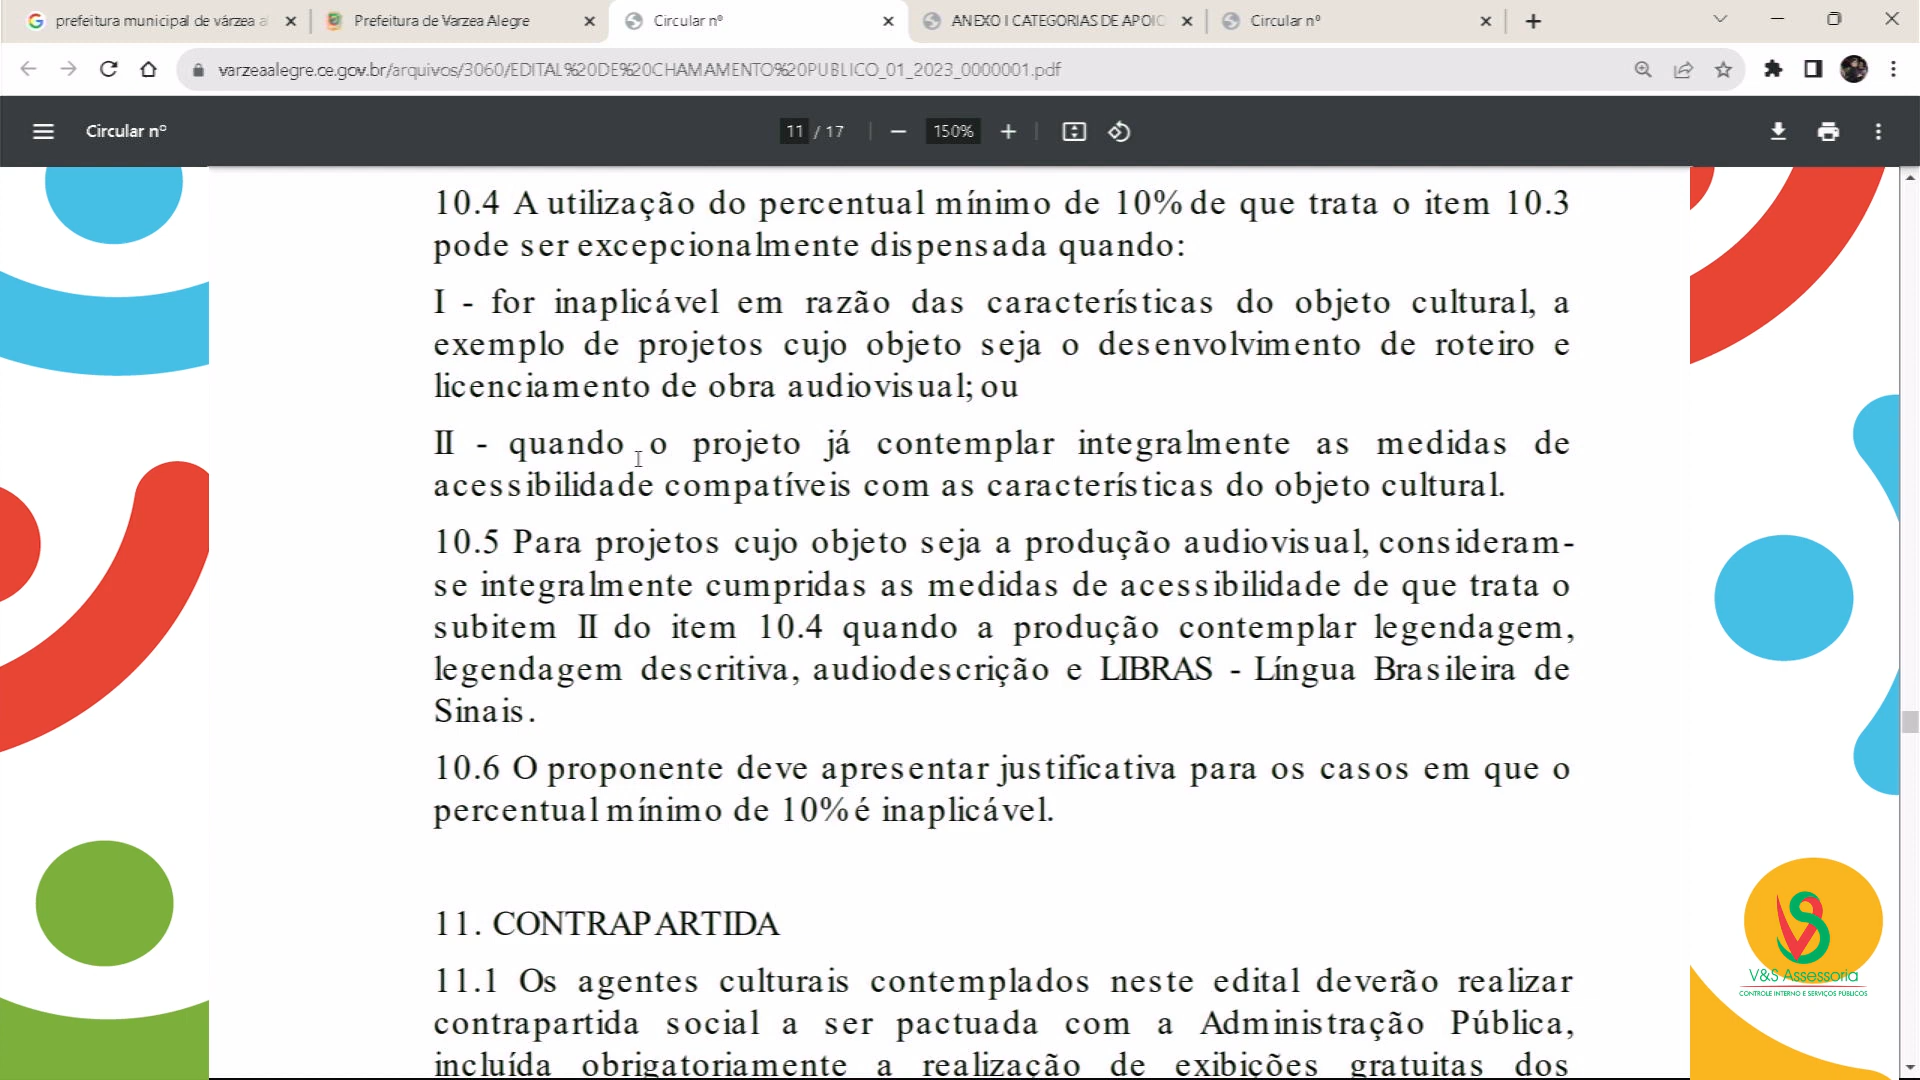 prefeitura municipal de várzea al
Prefeitura de Varzea Alegre
Circular nº
ANEXO I CATEGORIAS DE APOIO
Circular nº
varzeaalegre.ce.gov.br/arquivos/3060/EDITAL%20DE%20CHAMAMENTO%20PUBLICO_01_2023_0000001.pdf
Circular nº
11 / 17
150%
10.4 A utilização do percentual mínimo de 10% de que trata o item 10.3
pode ser excepcionalmente dispensada quando:
I - for inaplicável em razão das características do objeto cultural, a
exemplo de projetos cujo objeto seja o desenvolvimento de roteiro e
licenciamento de obra audiovisual; ou
II - quando o projeto já contemplar integralmente as medidas de
acessibilidade compatíveis com as características do objeto cultural.
10.5 Para projetos cujo objeto seja a produção audiovisual, consideram-
se integralmente cumpridas as medidas de acessibilidade de que trata o
subitem II do item 10.4 quando a produção contemplar legendagem,
legendagem descritiva, audiodescrição e LIBRAS - Língua Brasileira de
Sinais.
10.6 O proponente deve apresentar justificativa para os casos em que o
percentual mínimo de 10% é inaplicável.
11. CONTRAPARTIDA
11.1 Os agentes culturais contemplados neste edital deverão realizar
contrapartida social a ser pactuada com a Administração Pública,
incluída obrigatoriamente a realização de exibições gratuitas dos
VS
V&S Assessoria
CONTROLE INTERNO E SERVIÇOS PÚBLICOS